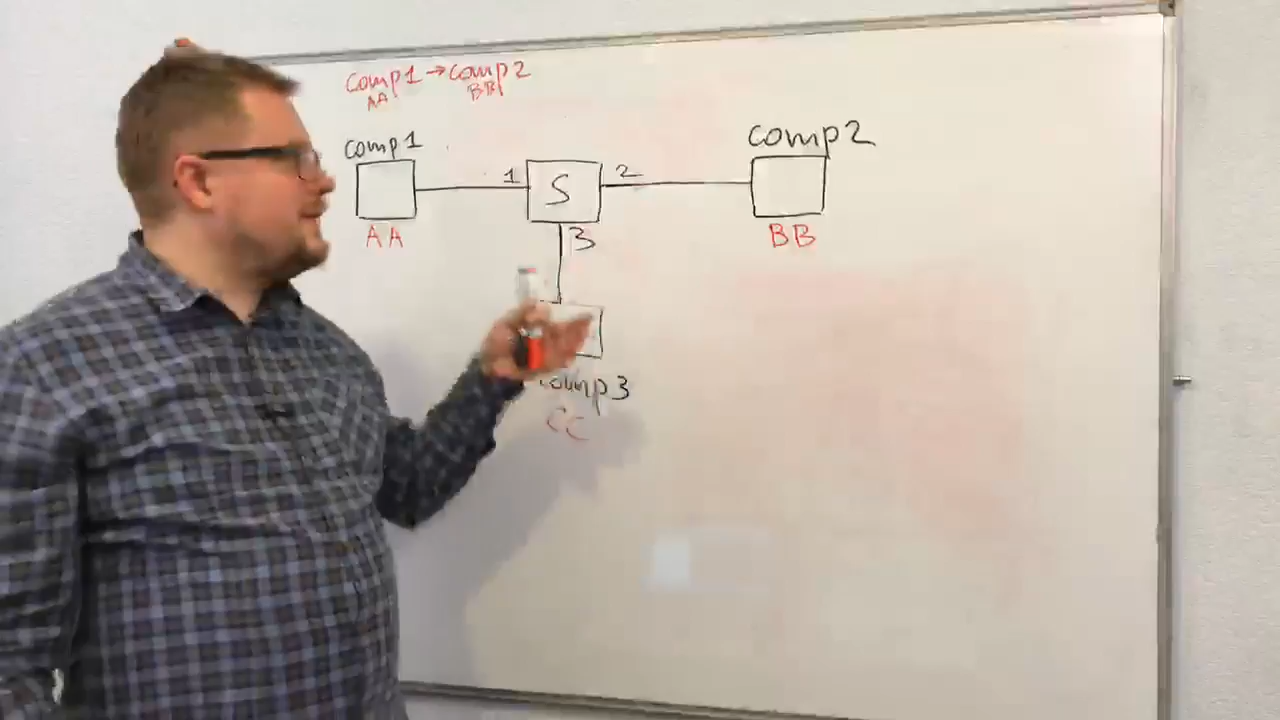 comp1→comp2
AA BB
comp1
comp2
1 S 2
3
AA
BB
comp3
CC